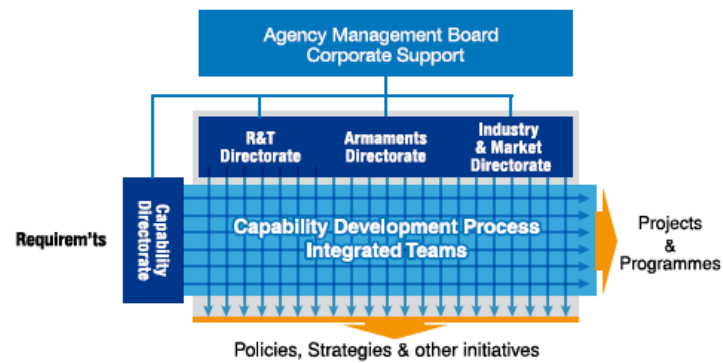 Agency Management Board
Corporate Support
R&T
Directorate
Armaments
Directorate
Industry
& Market
Directorate
Capability
Directorate
Requirem'ts
Capability Development Process
Integrated Teams
Projects
&
Programmes
Policies, Strategies & other initiatives